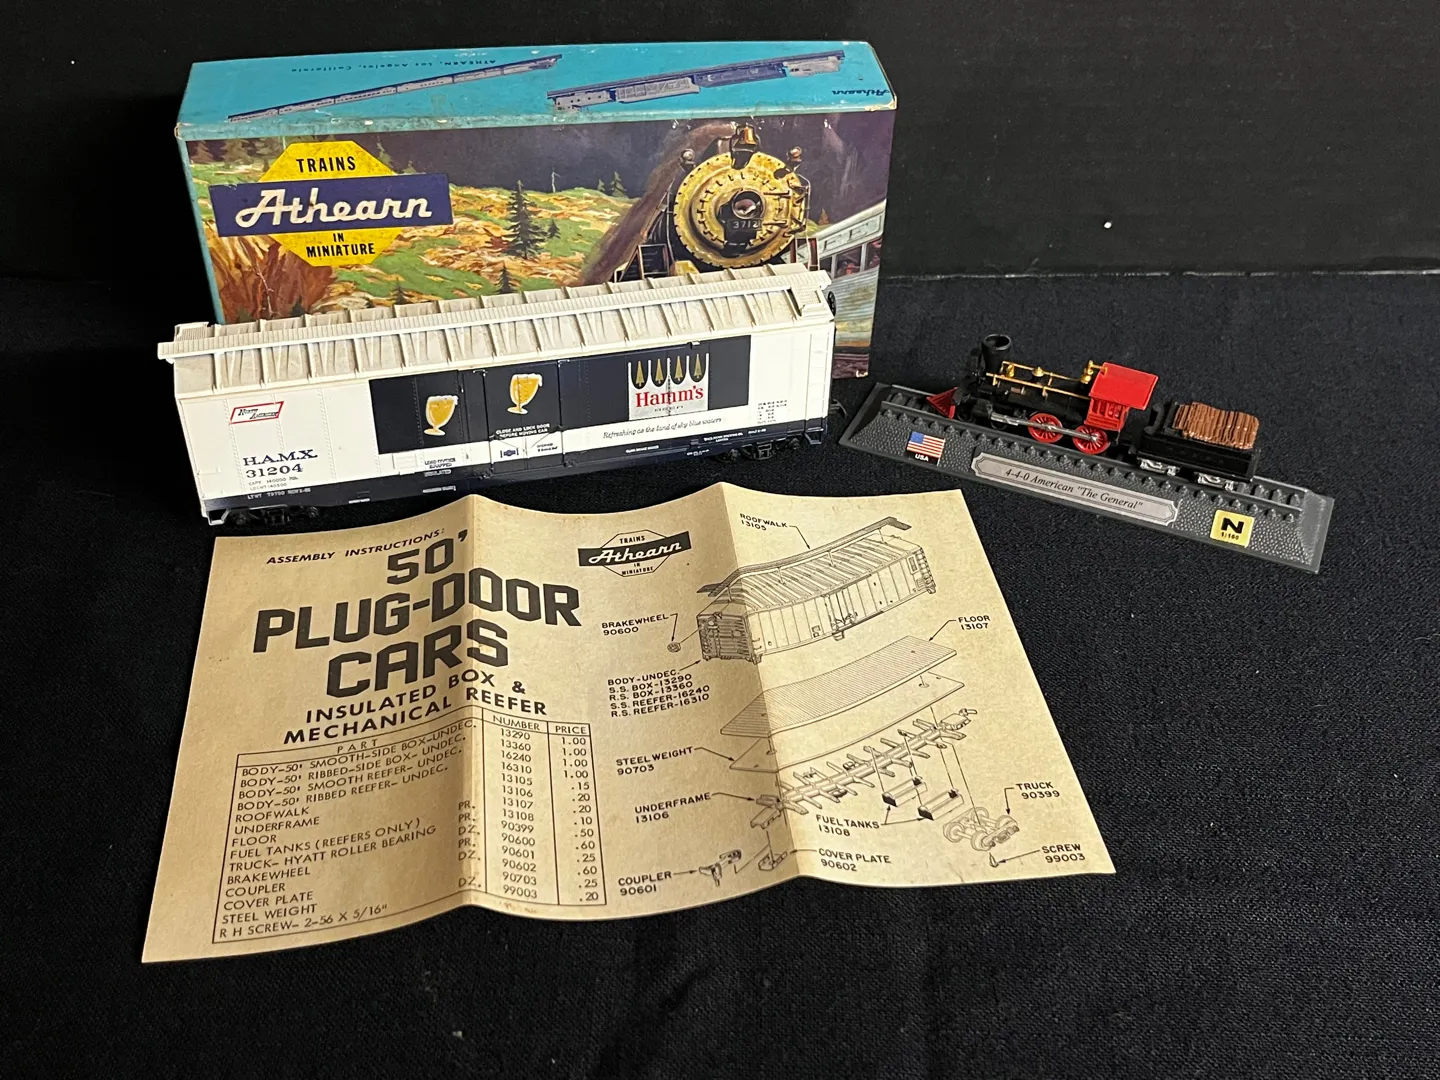 ATHEARN, Los Angeles, California
Athearn
TRAINS
Athearn
IN
MINIATURE
3712
H.A.M.X.
31204
CLOSE AND LOCK DOOR
BEFORE MOVING CAR
Hamm's
Refreshing as the land of sky blue waters
USA
4-4-0 American "The General"
N
1/160
ASSEMBLY INSTRUCTIONS:
50'
PLUG-DOOR
CARS
INSULATED BOX &
MECHANICAL REEFER
TRAINS
Athearn
IN
MINIATURE
PART NUMBER PRICE
BODY-50' SMOOTH-SIDE BOX-UNDEC. 13290 1.00
BODY-50' RIBBED-SIDE BOX-UNDEC. 13360 1.00
BODY-50' SMOOTH REEFER-UNDEC. 16240 1.00
BODY-50' RIBBED REEFER-UNDEC. 16310 1.00
ROOFWALK 13105 .15
UNDERFRAME 13106 .20
FLOOR 13107 .20
FUEL TANKS (REEFERS ONLY) PR. 13108 .10
TRUCK-HYATT ROLLER BEARING PR. 90399 .50
BRAKEWHEEL DZ. 90600 .60
COUPLER PR. 90601 .25
COVER PLATE DZ. 90602 .60
STEEL WEIGHT 90703 .25
R H SCREW-2-56 X 5/16" DZ. 99003 .20
ROOFWALK
13105
BRAKEWHEEL
90600
FLOOR
13107
BODY-UNDEC.
S.S. BOX-13290
R.S. BOX-13360
S.S. REEFER-16240
R.S. REEFER-16310
STEEL WEIGHT
90703
UNDERFRAME
13106
FUEL TANKS
13108
TRUCK
90399
SCREW
99003
COVER PLATE
90602
COUPLER
90601